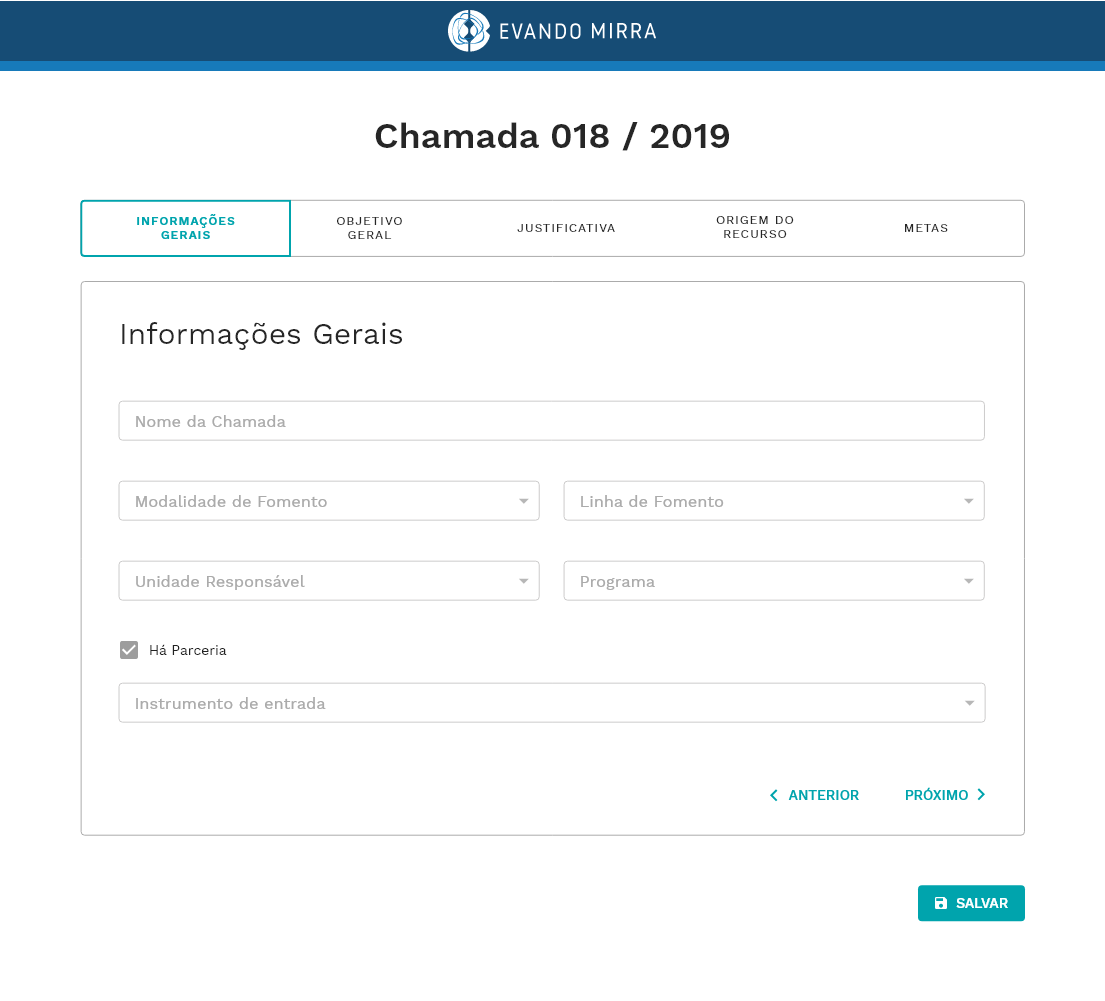 EVANDO MIRRA
Chamada 018 / 2019
INFORMAÇÕES
GERAIS
OBJETIVO
GERAL
JUSTIFICATIVA
ORIGEM DO
RECURSO
METAS
Informações Gerais
Nome da Chamada
Modalidade de Fomento
Linha de Fomento
Unidade Responsável
Programa
Há Parceria
Instrumento de entrada
ANTERIOR
PRÓXIMO
SALVAR